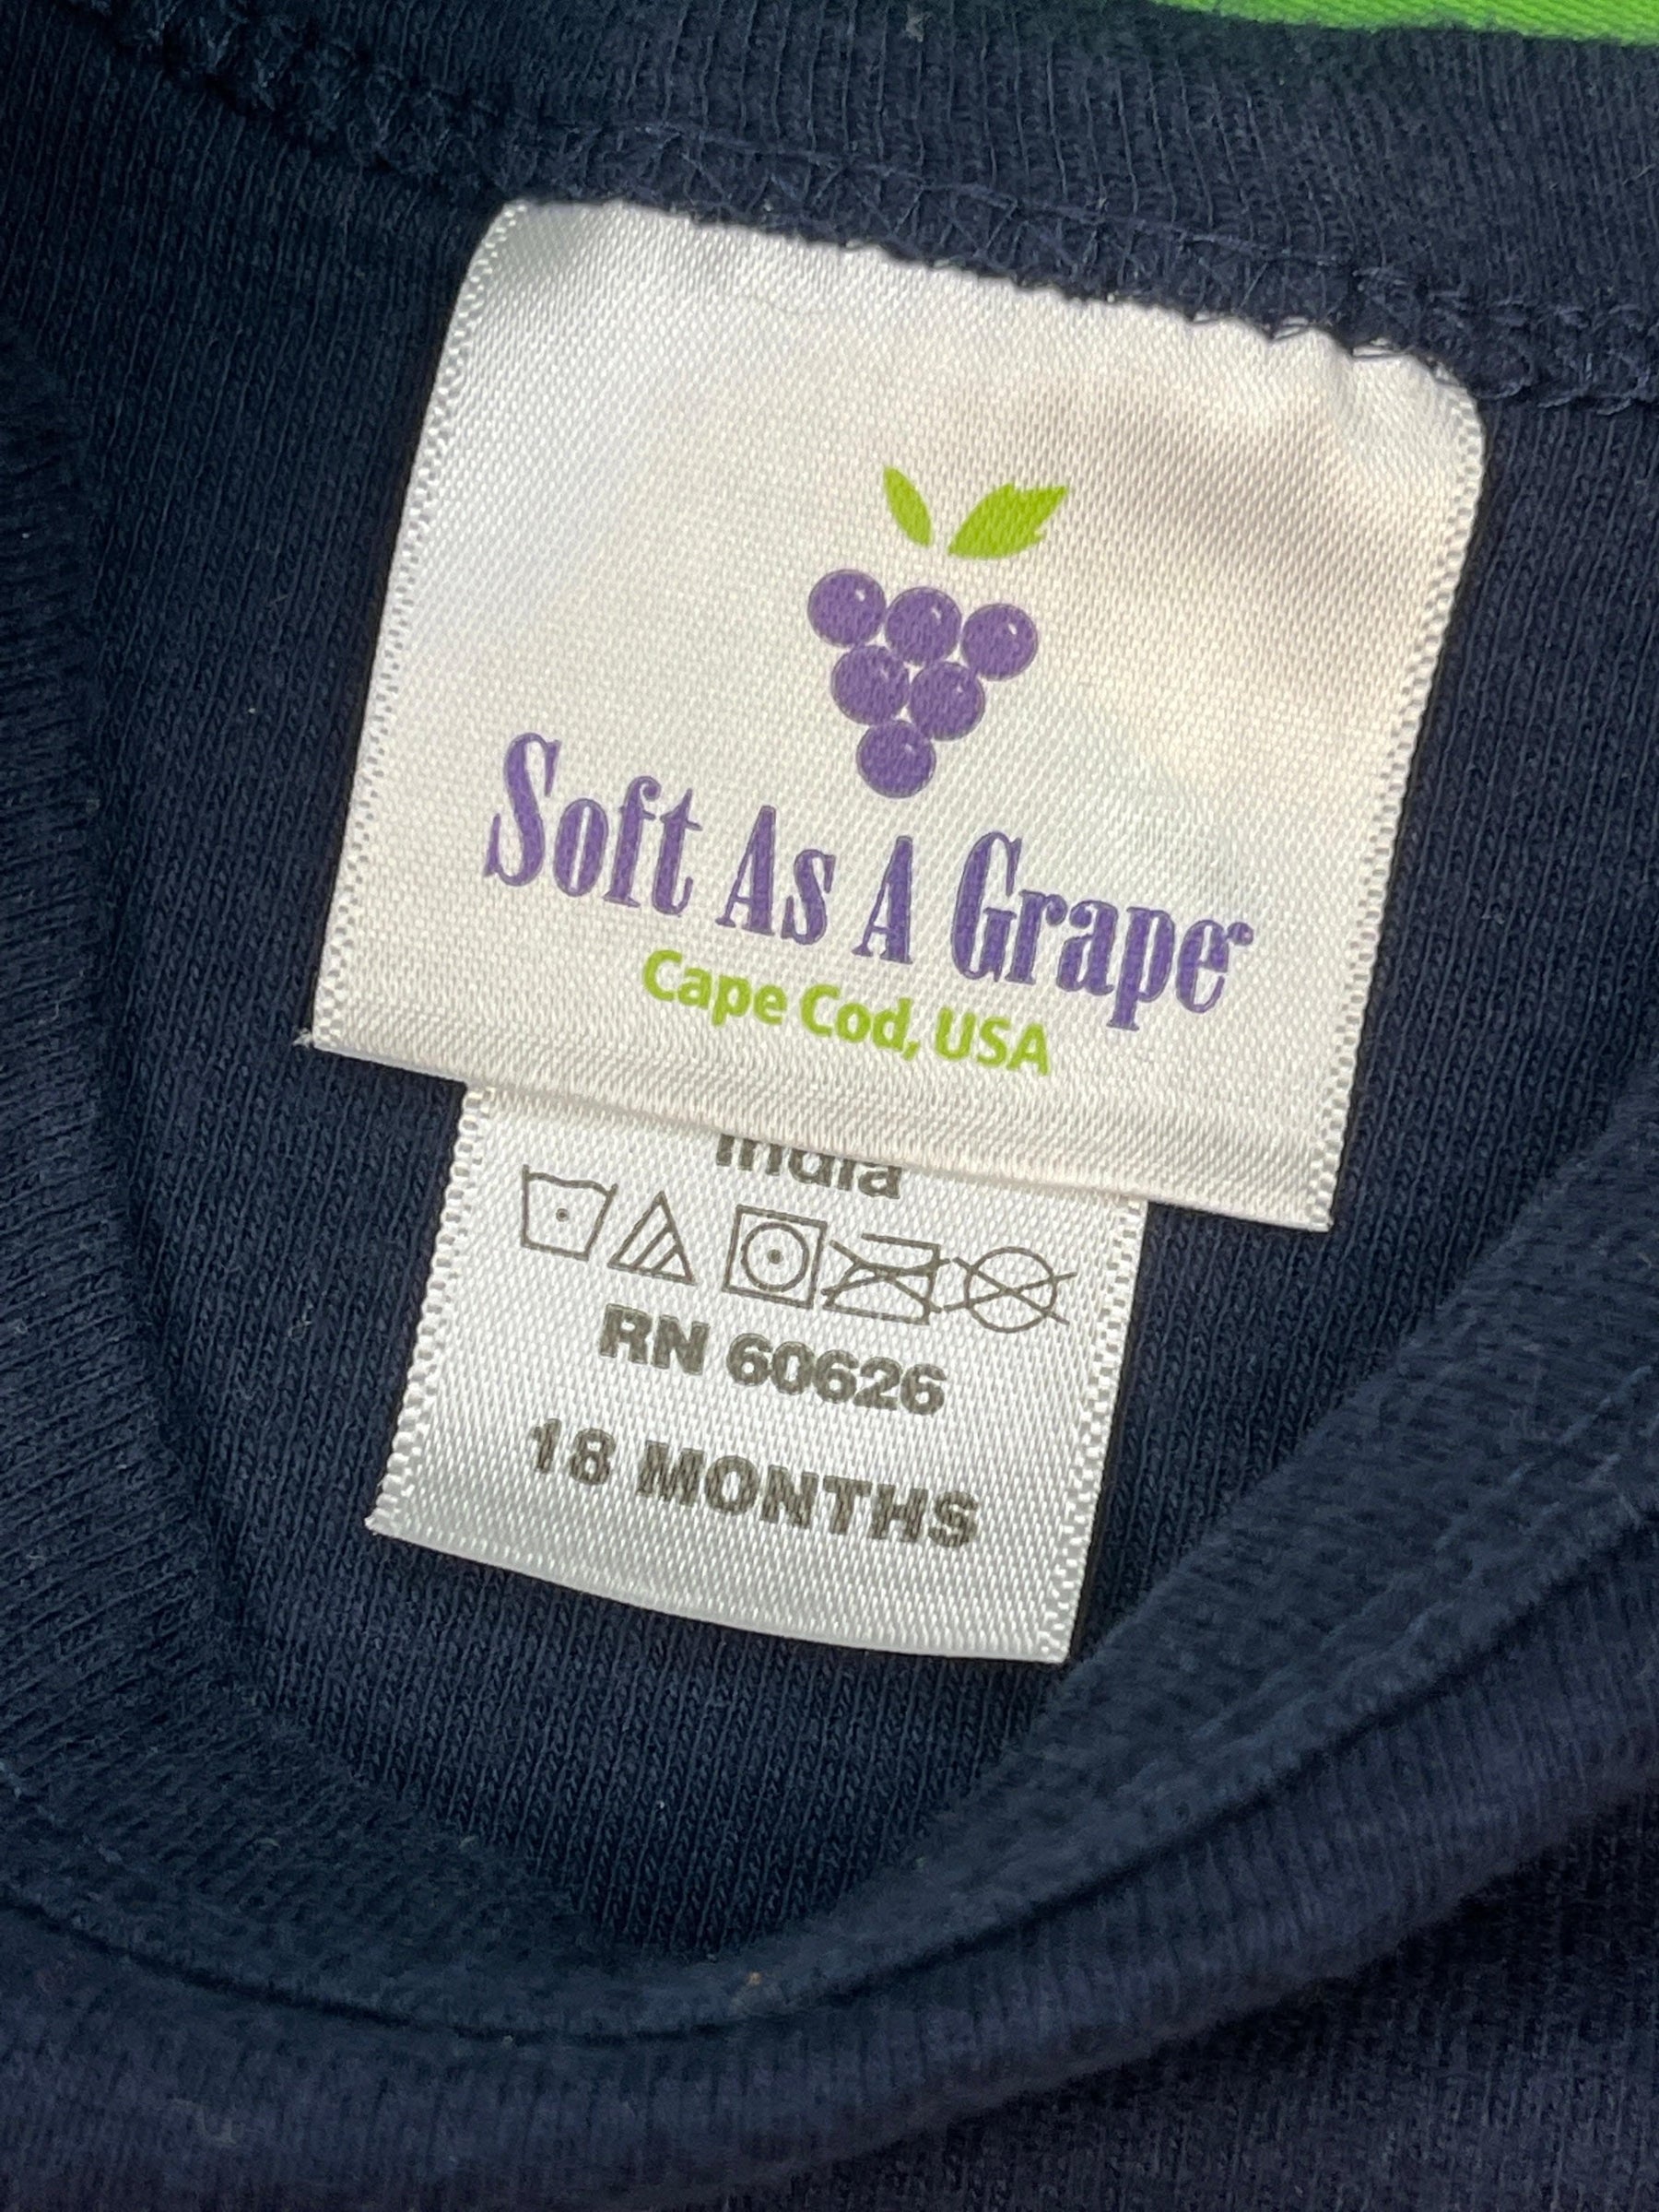 Soft As A Grape
Cape Cod, USA
India
RN 60626
18 MONTHS